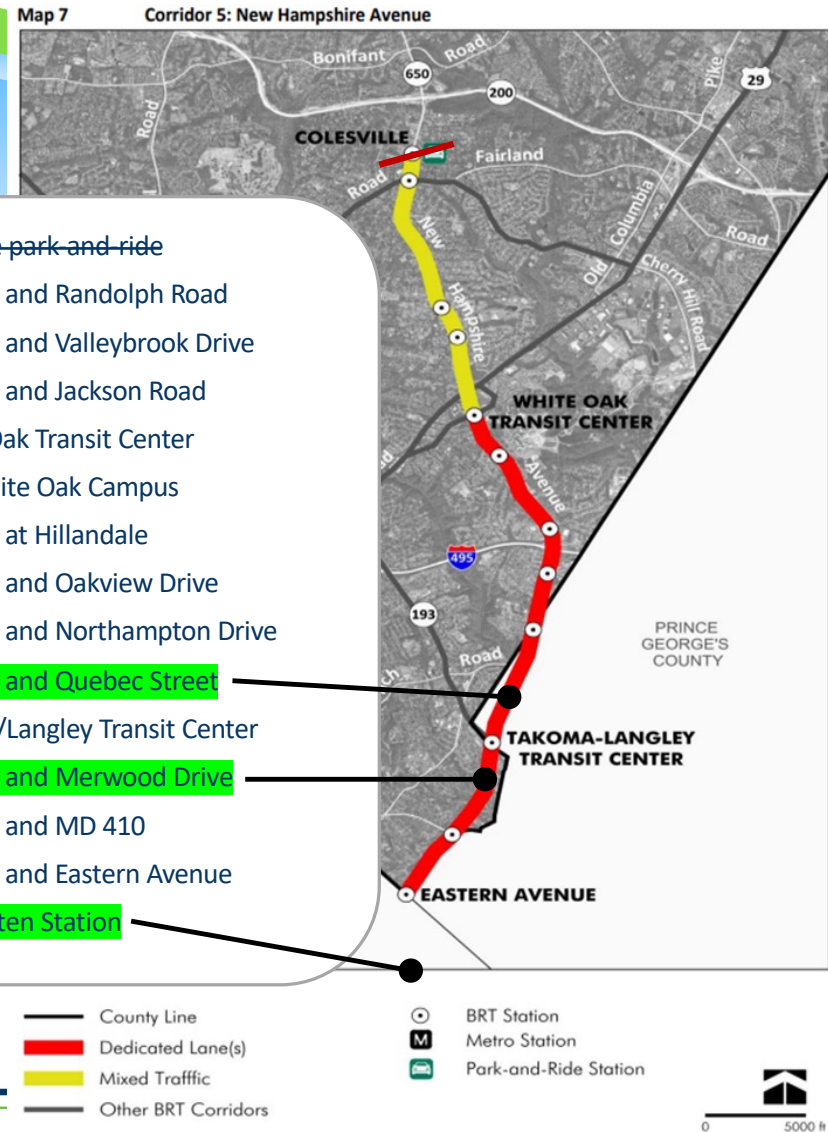 Map 7 Corridor 5: New Hampshire Avenue
Bonifant Road
650
200
29
Pike
Road
COLESVILLE
Fairland
Road
Road
New
Hampshire
Avenue
Old Columbia
Cherry Hill Road
park-and-ride
and Randolph Road
and Valleybrook Drive
and Jackson Road
Oak Transit Center
ite Oak Campus
at Hillandale
and Oakview Drive
and Northampton Drive
and Quebec Street
/Langley Transit Center
and Merwood Drive
and MD 410
and Eastern Avenue
ten Station
WHITE OAK
TRANSIT CENTER
495
193
Road
PRINCE
GEORGE'S
COUNTY
TAKOMA-LANGLEY
TRANSIT CENTER
EASTERN AVENUE
County Line
Dedicated Lane(s)
Mixed Trafffic
Other BRT Corridors
BRT Station
M Metro Station
Park-and-Ride Station
0 5000 ft